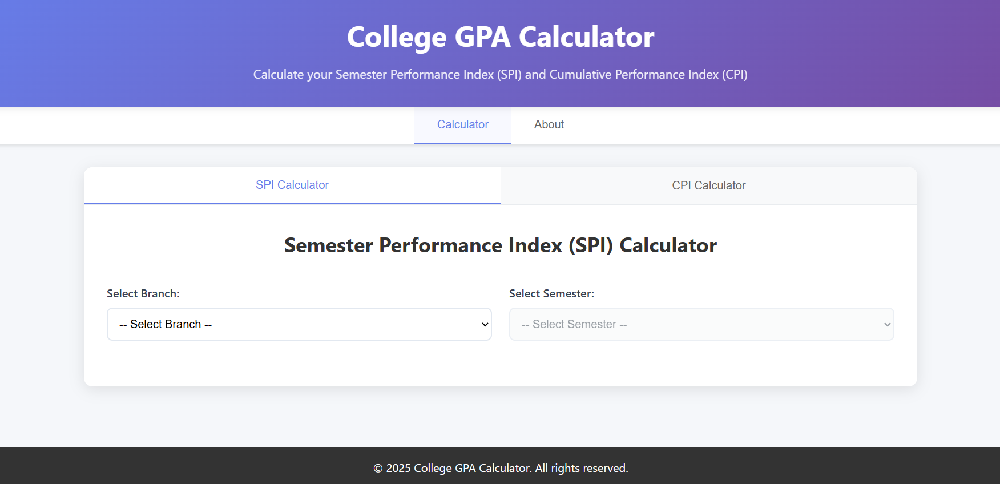 College GPA Calculator
Calculate your Semester Performance Index (SPI) and Cumulative Performance Index (CPI)
Calculator
About
SPI Calculator
CPI Calculator
Semester Performance Index (SPI) Calculator
Select Branch:
Select Semester:
-- Select Branch --
-- Select Semester --
© 2025 College GPA Calculator. All rights reserved.